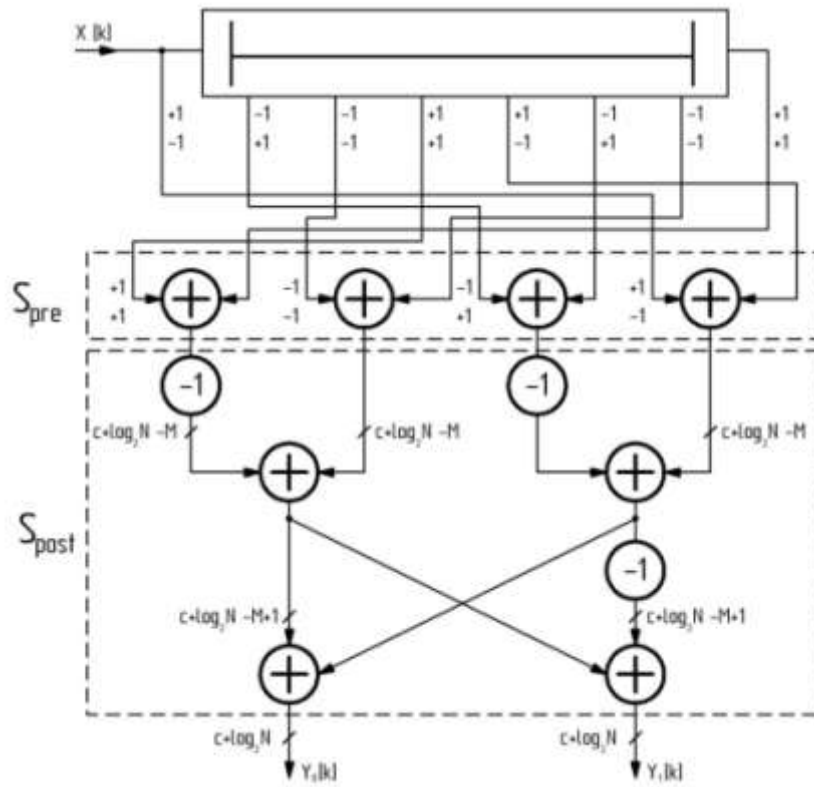 X [k]
+1 -1 -1 +1 +1 -1 -1 +1
-1 +1 -1 +1 -1 +1 -1 +1
S_pre
+1 -1 -1 +1
+1 -1 +1 -1
-1 -1
c+log₂N -M c+log₂N -M c+log₂N -M
S_post
-1
c+log₂N -M+1 c+log₂N -M+1
c+log₂N c+log₂N
Y₀[k] Y₁[k]